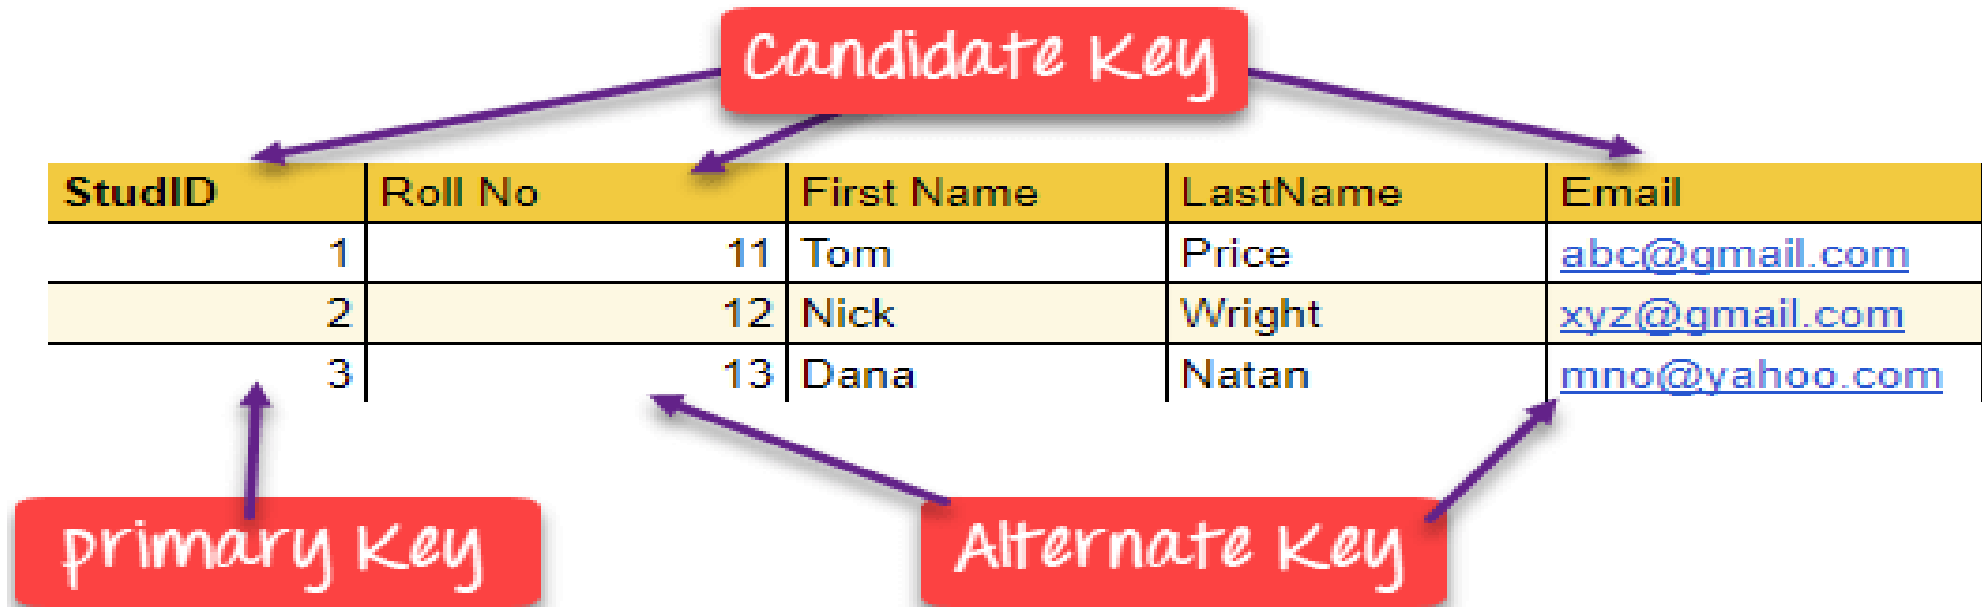 Candidate Key
StudID Roll No First Name LastName Email
1 11 Tom Price abc@gmail.com
2 12 Nick Wright xyz@gmail.com
3 13 Dana Natan mno@yahoo.com
primary Key Alternate Key